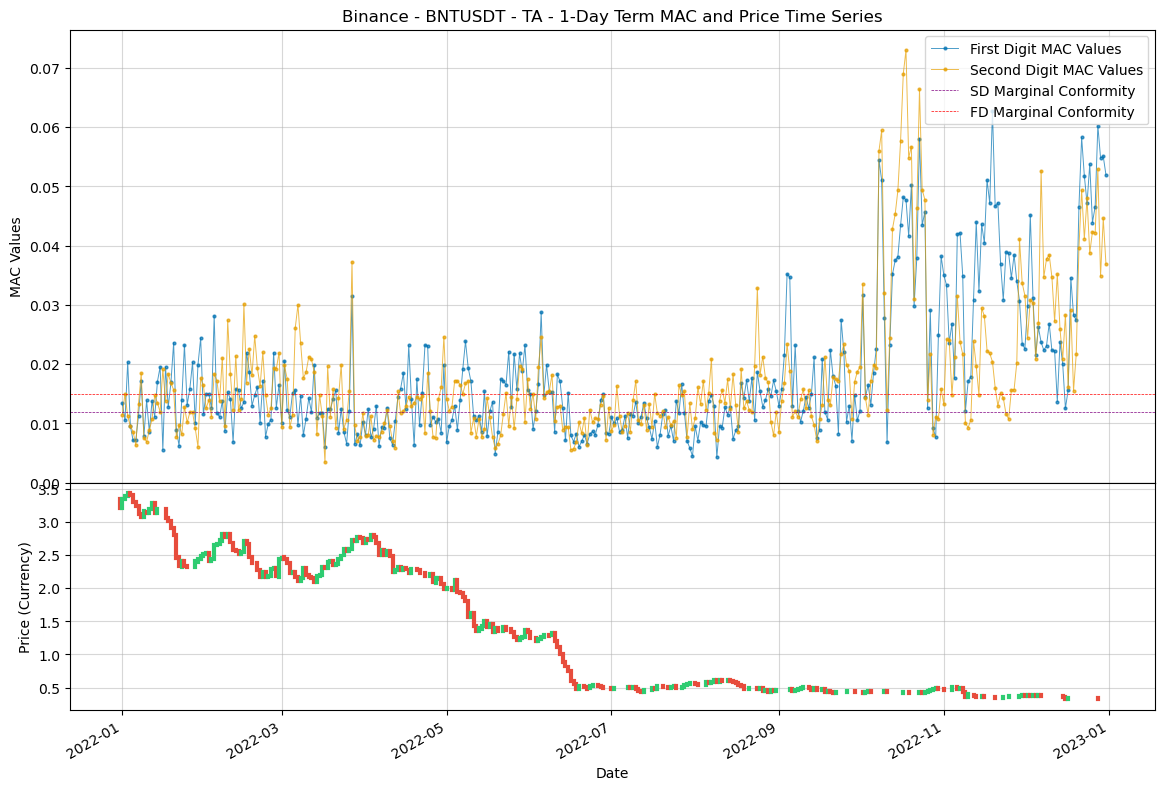 Binance - BNTUSDT - TA - 1-Day Term MAC and Price Time Series
First Digit MAC Values
Second Digit MAC Values
SD Marginal Conformity
FD Marginal Conformity
MAC Values
0.07
0.06
0.05
0.04
0.03
0.02
0.01
0.00
Price (Currency)
3.5
3.0
2.5
2.0
1.5
1.0
0.5
2022-01
2022-03
2022-05
2022-07
2022-09
2022-11
2023-01
Date